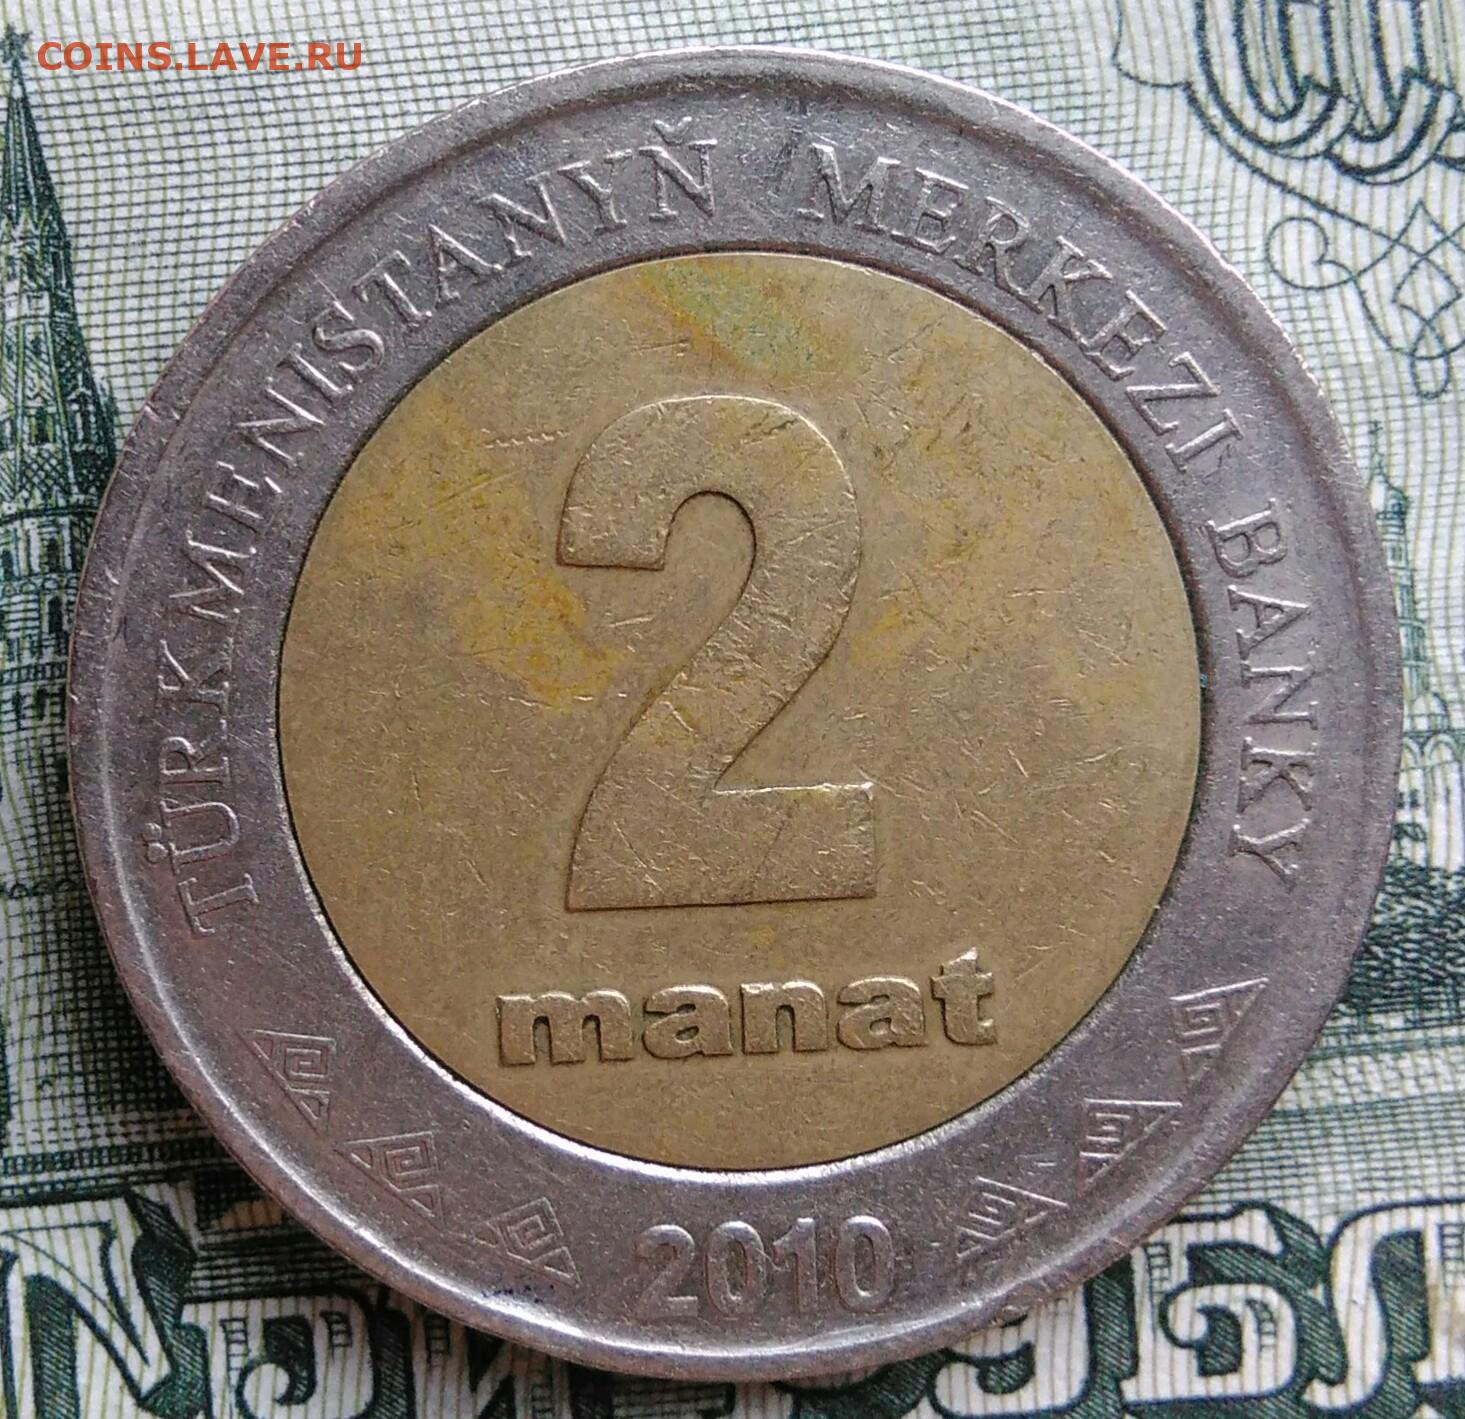 COINS.LAVE.RU
TÜRKMENISTANYŇ MERKEZI BANKY
2
manat
2010